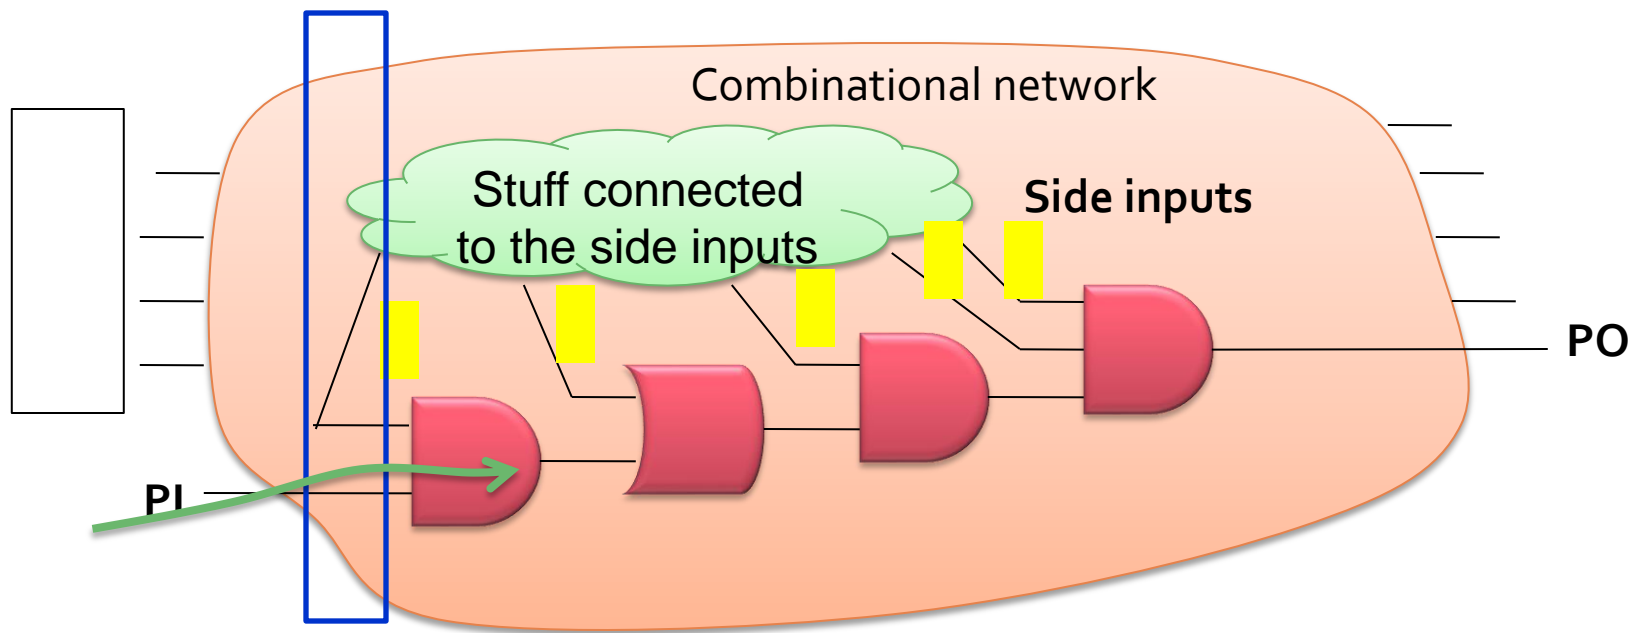 Combinational network
Stuff connected
to the side inputs
Side inputs
PO
PI